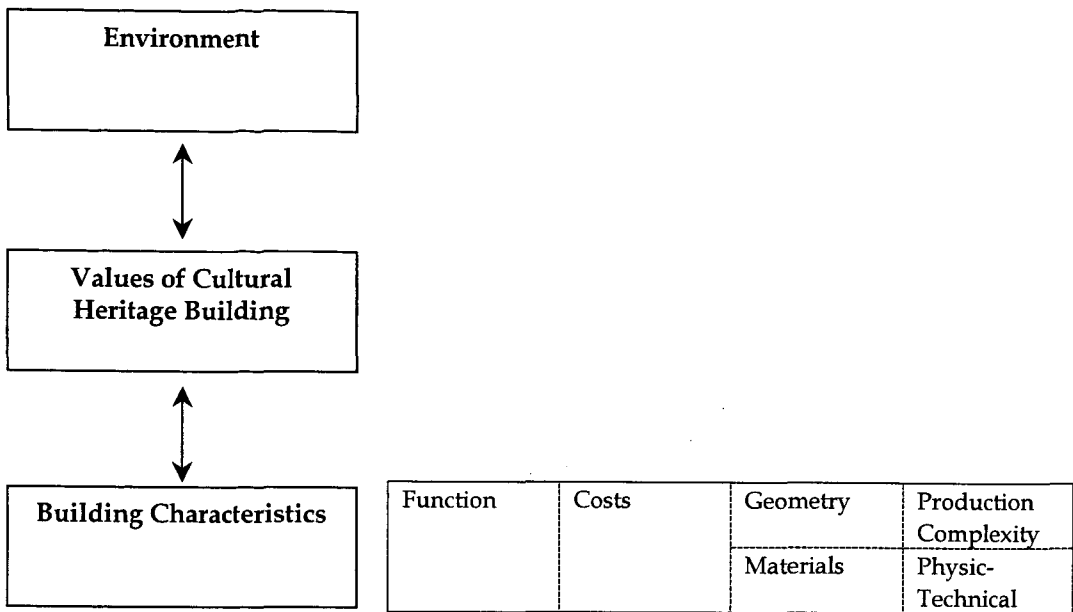 Environment
Values of Cultural
Heritage Building
Building Characteristics
Function
Costs
Geometry
Production
Complexity
Materials
Physic-
Technical